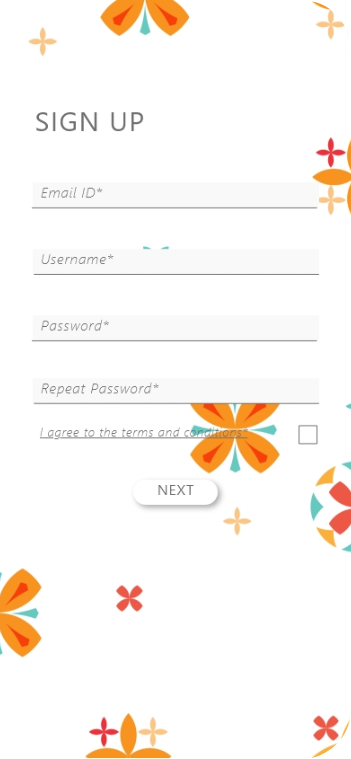 SIGN UP
Email ID*
Username*
Password*
Repeat Password*
I agree to the terms and conditions*
NEXT